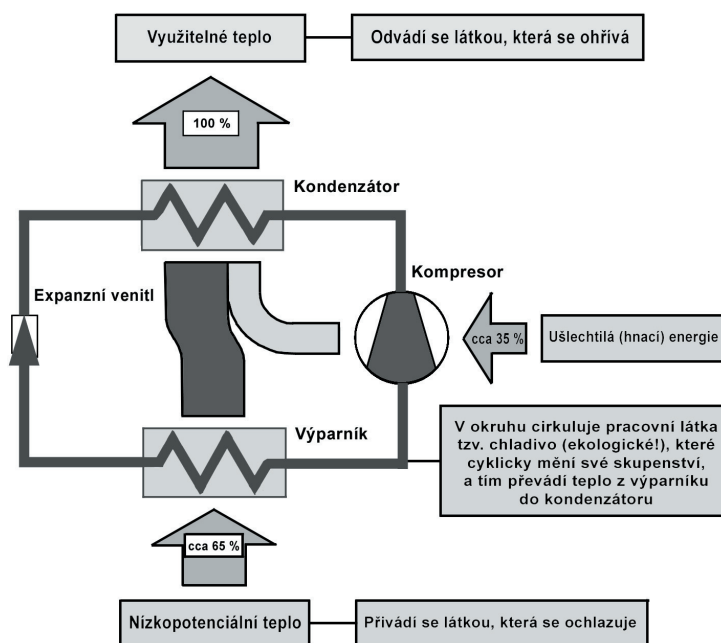 Využitelné teplo
Odvádí se látkou, která se ohřívá
100 %
Kondenzátor
Kompresor
Expanzní venitl
cca 35 %
Ušlechtilá (hnací) energie
Výparník
V okruhu cirkuluje pracovní látka
tzv. chladivo (ekologické!), které
cyklicky mění své skupenství,
a tím převádí teplo z výparníku
do kondenzátoru
cca 65 %
Nízkopotenciální teplo
Přivádí se látkou, která se ochlazuje